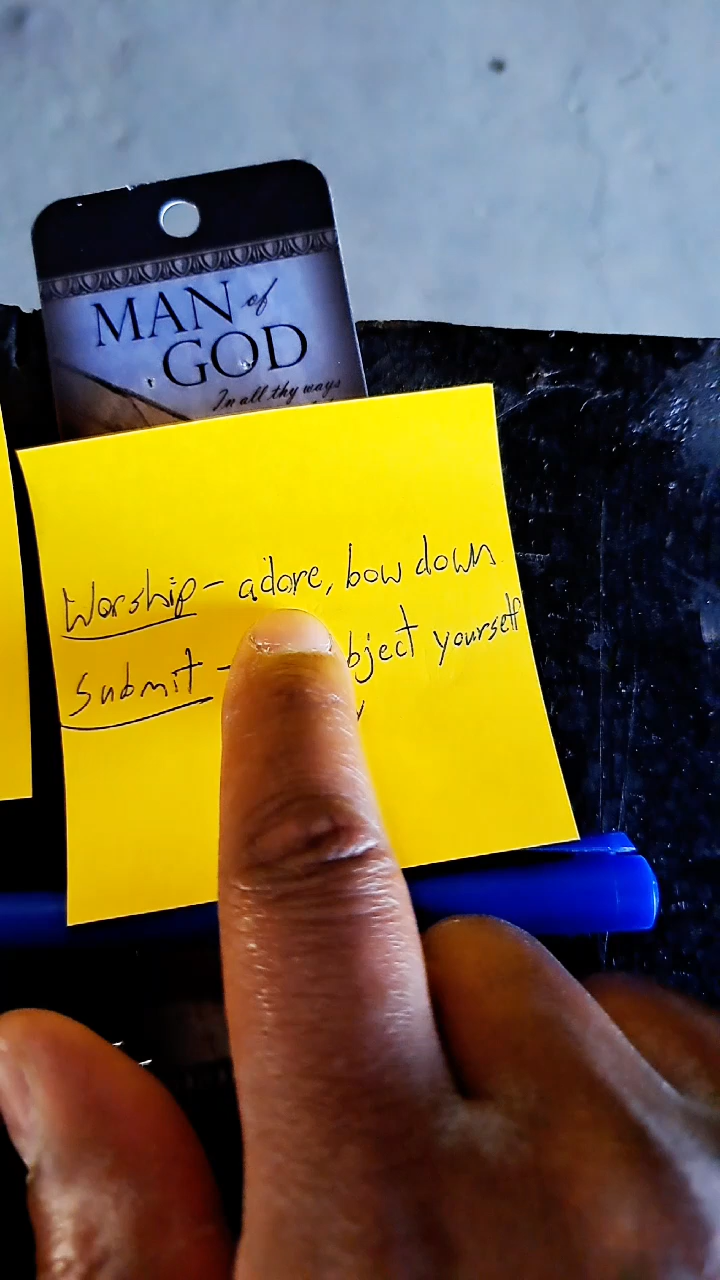 MAN of
GOD
In all thy ways
Worship - adore, bow down
Submit - bject yourself
y